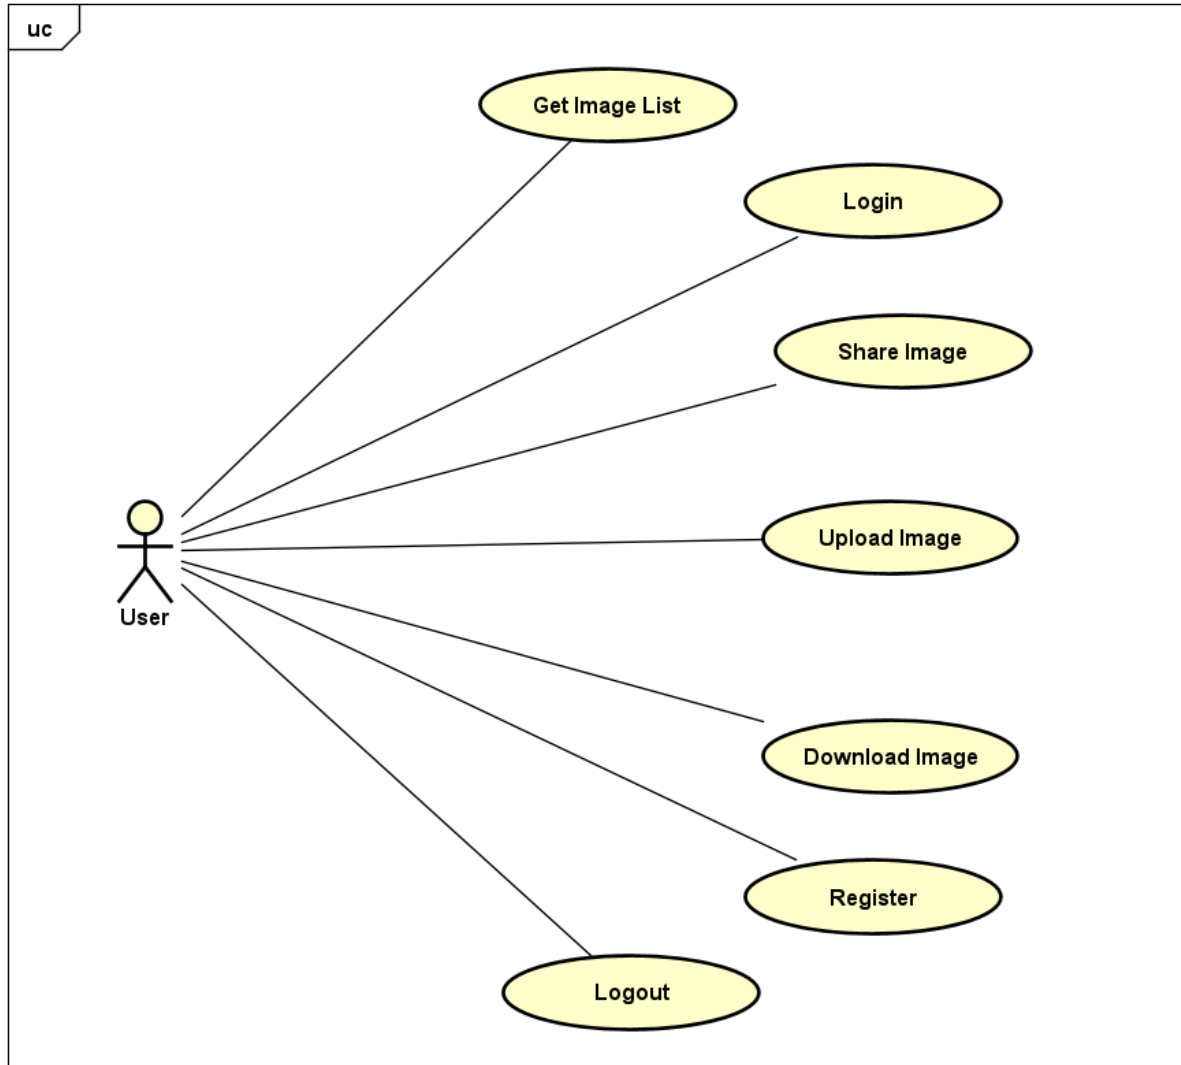 uc
Get Image List
Login
Share Image
Upload Image
User
Download Image
Register
Logout